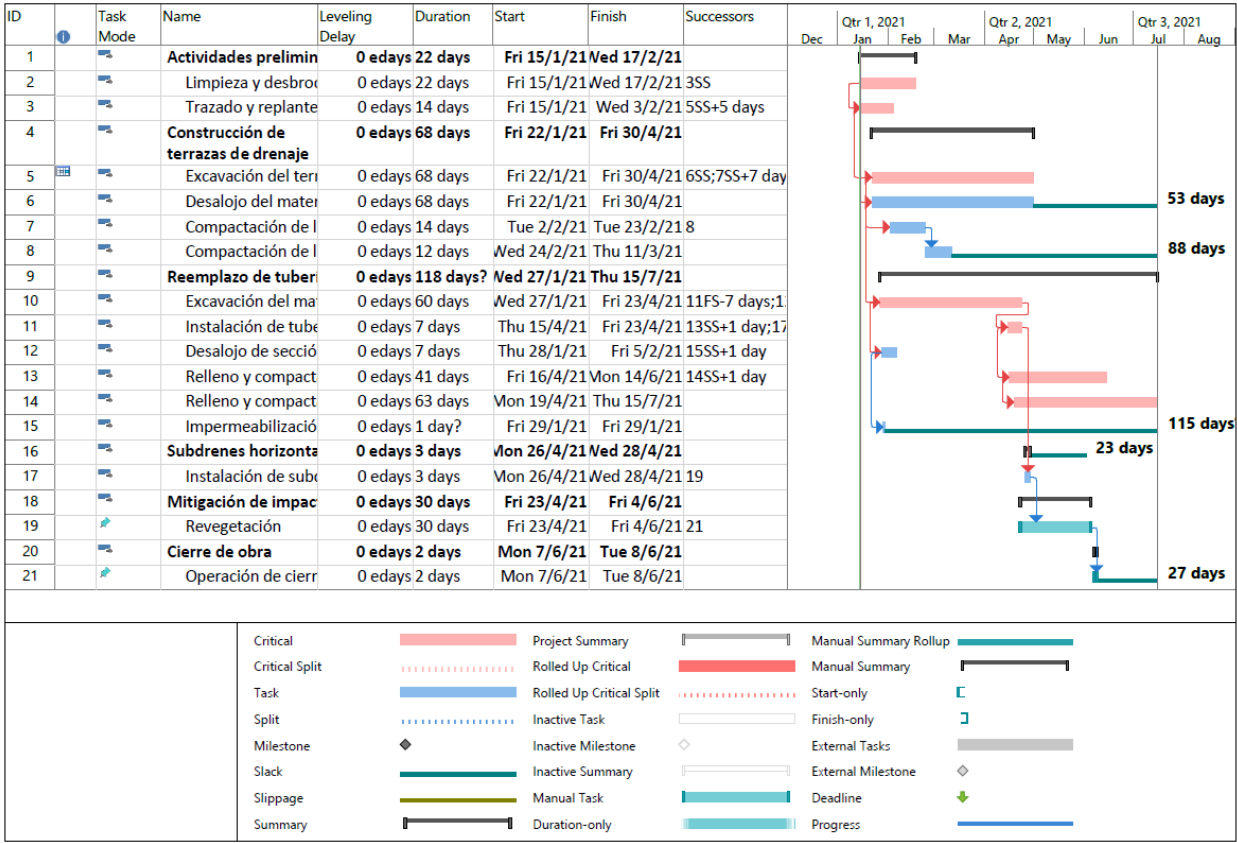 ID Task Name Leveling Duration Start Finish Successors Qtr 1, 2021 Qtr 2, 2021 Qtr 3, 2021
Mode Delay Dec Jan Feb Mar Apr May Jun Jul Aug
1 Actividades prelimin 0 edays 22 days Fri 15/1/21 Wed 17/2/21
2 Limpieza y desbroc 0 edays 22 days Fri 15/1/21 Wed 17/2/21 3SS
3 Trazado y replante 0 edays 14 days Fri 15/1/21 Wed 3/2/21 5SS+5 days
4 Construcción de 0 edays 68 days Fri 22/1/21 Fri 30/4/21
terrazas de drenaje
5 Excavación del terr 0 edays 68 days Fri 22/1/21 Fri 30/4/21 6SS;7SS+7 day
6 Desalojo del mater 0 edays 68 days Fri 22/1/21 Fri 30/4/21 53 days
7 Compactación de l 0 edays 14 days Tue 2/2/21 Tue 23/2/21 8
8 Compactación de l 0 edays 12 days Wed 24/2/21 Thu 11/3/21 88 days
9 Reemplazo de tuberí 0 edays 118 days? Wed 27/1/21 Thu 15/7/21
10 Excavación del mat 0 edays 60 days Wed 27/1/21 Fri 23/4/21 11FS-7 days;1
11 Instalación de tube 0 edays 7 days Thu 15/4/21 Fri 23/4/21 13SS+1 day;17
12 Desalojo de secció 0 edays 7 days Thu 28/1/21 Fri 5/2/21 15SS+1 day
13 Relleno y compact 0 edays 41 days Fri 16/4/21 Mon 14/6/21 14SS+1 day
14 Relleno y compact 0 edays 63 days Mon 19/4/21 Thu 15/7/21
15 Impermeabilizació 0 edays 1 day? Fri 29/1/21 Fri 29/1/21 115 days
16 Subdrenes horizonta 0 edays 3 days Mon 26/4/21 Wed 28/4/21 23 days
17 Instalación de subd 0 edays 3 days Mon 26/4/21 Wed 28/4/21 19
18 Mitigación de impac 0 edays 30 days Fri 23/4/21 Fri 4/6/21
19 Revegetación 0 edays 30 days Fri 23/4/21 Fri 4/6/21 21
20 Cierre de obra 0 edays 2 days Mon 7/6/21 Tue 8/6/21
21 Operación de cierr 0 edays 2 days Mon 7/6/21 Tue 8/6/21 27 days
Critical Project Summary Manual Summary Rollup
Critical Split Rolled Up Critical Manual Summary
Task Rolled Up Critical Split Start-only
Split Inactive Task Finish-only
Milestone Inactive Milestone External Tasks
Slack Inactive Summary External Milestone
Slippage Manual Task Deadline
Summary Duration-only Progress